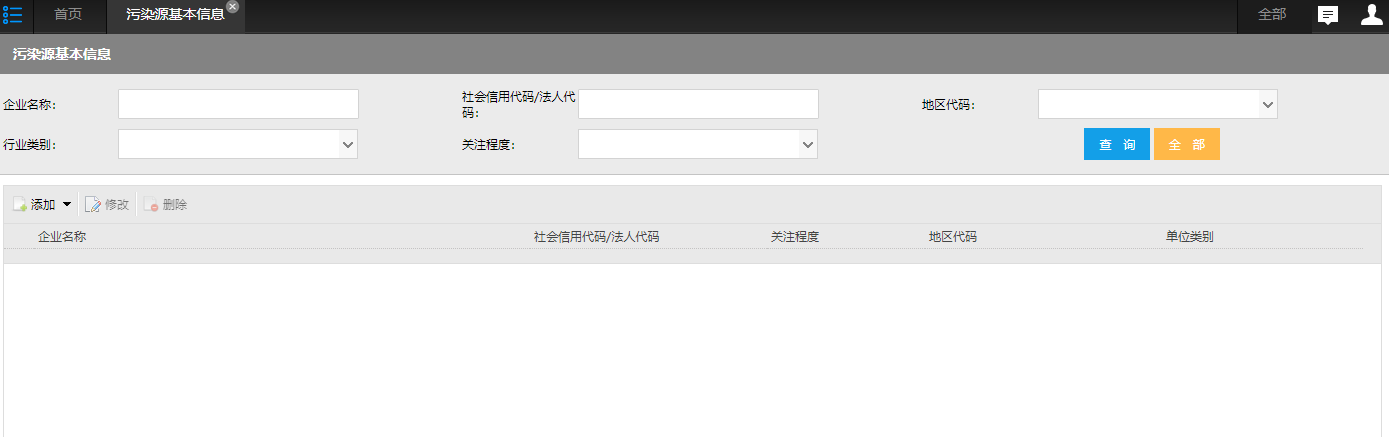 首页
污染源基本信息
全部
污染源基本信息
企业名称:
社会信用代码/法人代
码:
地区代码:
行业类别:
关注程度:
查 询
全 部
添加
修改
删除
企业名称
社会信用代码/法人代码
关注程度
地区代码
单位类别